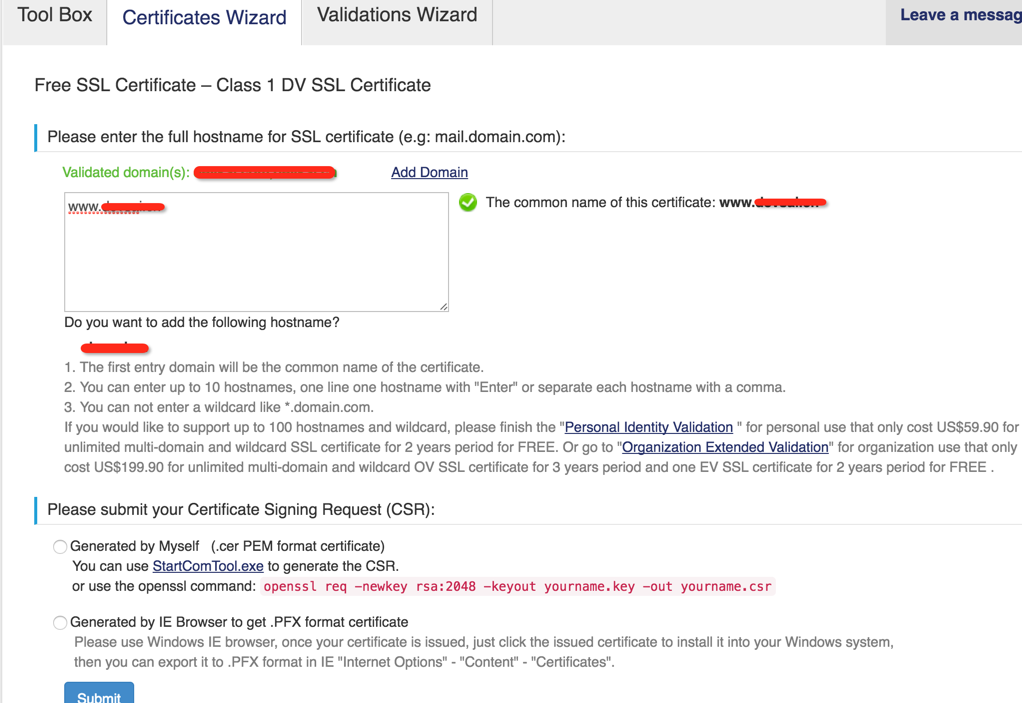 Tool Box
Certificates Wizard
Validations Wizard
Leave a messag
Free SSL Certificate – Class 1 DV SSL Certificate
Please enter the full hostname for SSL certificate (e.g: mail.domain.com):
Validated domain(s):
Add Domain
www.
The common name of this certificate: www.
Do you want to add the following hostname?
1. The first entry domain will be the common name of the certificate.
2. You can enter up to 10 hostnames, one line one hostname with "Enter" or separate each hostname with a comma.
3. You can not enter a wildcard like *.domain.com.
If you would like to support up to 100 hostnames and wildcard, please finish the "Personal Identity Validation " for personal use that only cost US$59.90 for
unlimited multi-domain and wildcard SSL certificate for 2 years period for FREE. Or go to "Organization Extended Validation" for organization use that only
cost US$199.90 for unlimited multi-domain and wildcard OV SSL certificate for 3 years period and one EV SSL certificate for 2 years period for FREE .
Please submit your Certificate Signing Request (CSR):
Generated by Myself (.cer PEM format certificate)
You can use StartComTool.exe to generate the CSR.
or use the openssl command: openssl req -newkey rsa:2048 -keyout yourname.key -out yourname.csr
Generated by IE Browser to get .PFX format certificate
Please use Windows IE browser, once your certificate is issued, just click the issued certificate to install it into your Windows system,
then you can export it to .PFX format in IE "Internet Options" - "Content" - "Certificates".
Submit